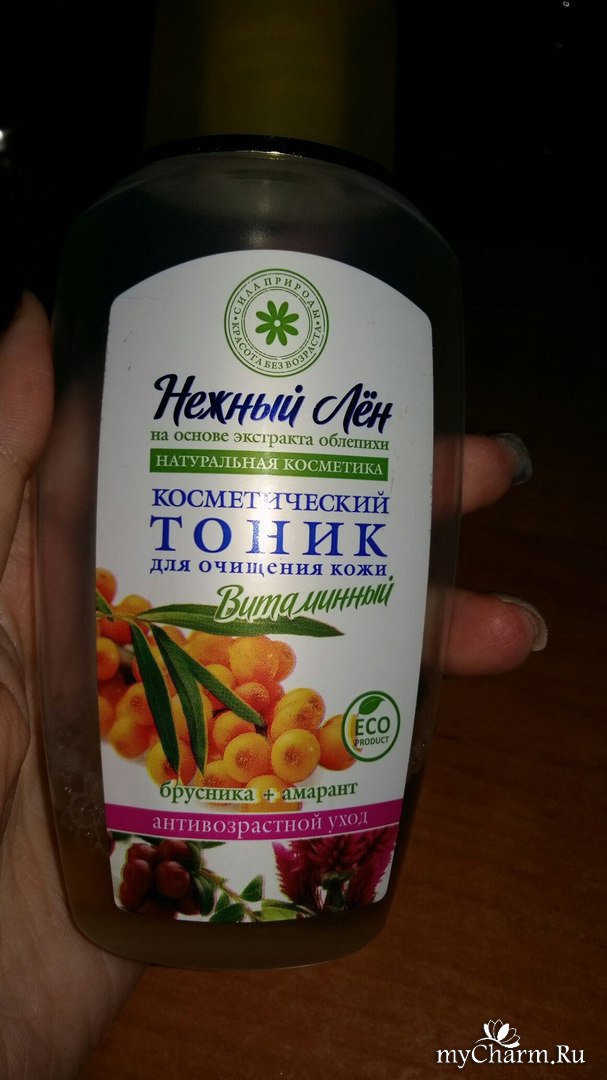 СИЛА ПРИРОДЫ • КРАСОТА БЕЗ ВОЗРАСТА •
Нежный Лён
на основе экстракта облепихи
НАТУРАЛЬНАЯ КОСМЕТИКА
КОСМЕТИЧЕСКИЙ
ТОНИК
ДЛЯ ОЧИЩЕНИЯ КОЖИ
Витаминный
ECO
PRODUCT
брусника + амарант
антивозрастной уход
myCharm.Ru